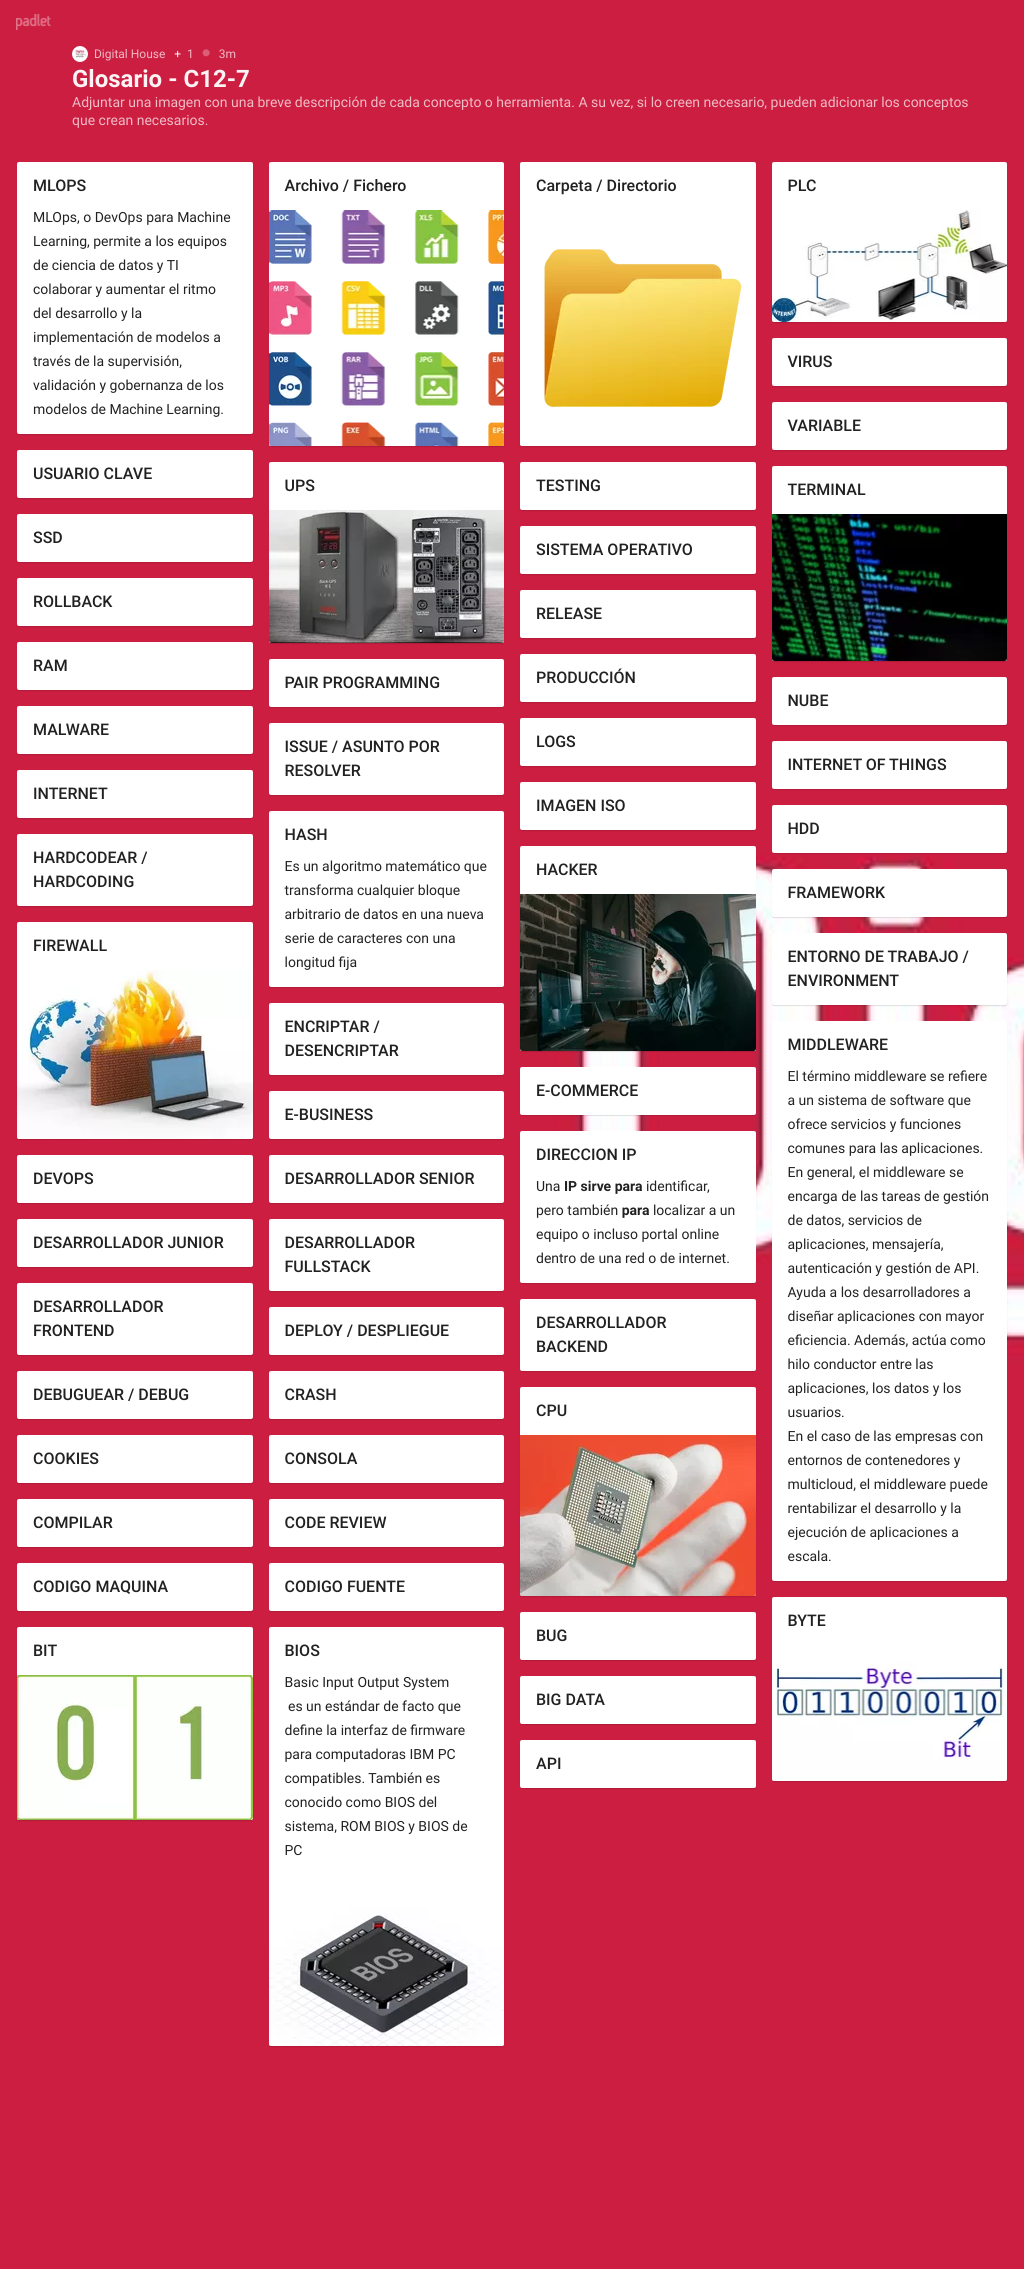 padlet
Digital House + 1 3m
Glosario - C12-7
Adjuntar una imagen con una breve descripción de cada concepto o herramienta. A su vez, si lo creen necesario, pueden adicionar los conceptos
que crean necesarios.
MLOPS
MLOps, o DevOps para Machine
Learning, permite a los equipos
de ciencia de datos y TI
colaborar y aumentar el ritmo
del desarrollo y la
implementación de modelos a
través de la supervisión,
validación y gobernanza de los
modelos de Machine Learning.
USUARIO CLAVE
SSD
ROLLBACK
RAM
MALWARE
INTERNET
HARDCODEAR /
HARDCODING
FIREWALL
DEVOPS
DESARROLLADOR JUNIOR
DESARROLLADOR
FRONTEND
DEBUGUEAR / DEBUG
COOKIES
COMPILAR
CODIGO MAQUINA
BIT
0 1
Archivo / Fichero
DOC TXT XLS PPT
W T
MP3 CSV DLL MO
VOB RAR JPG EM
PNG EXE HTML EPS
UPS
PAIR PROGRAMMING
ISSUE / ASUNTO POR
RESOLVER
HASH
Es un algoritmo matemático que
transforma cualquier bloque
arbitrario de datos en una nueva
serie de caracteres con una
longitud fija
ENCRIPTAR /
DESENCRIPTAR
E-BUSINESS
DESARROLLADOR SENIOR
DESARROLLADOR
FULLSTACK
DEPLOY / DESPLIEGUE
CRASH
CONSOLA
CODE REVIEW
CODIGO FUENTE
BIOS
Basic Input Output System
es un estándar de facto que
define la interfaz de firmware
para computadoras IBM PC
compatibles. También es
conocido como BIOS del
sistema, ROM BIOS y BIOS de
PC
BIOS
Carpeta / Directorio
TESTING
SISTEMA OPERATIVO
RELEASE
PRODUCCIÓN
LOGS
IMAGEN ISO
HACKER
E-COMMERCE
DIRECCION IP
Una IP sirve para identificar,
pero también para localizar a un
equipo o incluso portal online
dentro de una red o de internet.
DESARROLLADOR
BACKEND
CPU
BUG
BIG DATA
API
PLC
INTERNET
VIRUS
VARIABLE
TERMINAL
bin -> usr/bin
lib64 -> usr/lib
private -> /home/encrypted
sbin -> usr/bin
NUBE
INTERNET OF THINGS
HDD
FRAMEWORK
ENTORNO DE TRABAJO /
ENVIRONMENT
MIDDLEWARE
El término middleware se refiere
a un sistema de software que
ofrece servicios y funciones
comunes para las aplicaciones.
En general, el middleware se
encarga de las tareas de gestión
de datos, servicios de
aplicaciones, mensajería,
autenticación y gestión de API.
Ayuda a los desarrolladores a
diseñar aplicaciones con mayor
eficiencia. Además, actúa como
hilo conductor entre las
aplicaciones, los datos y los
usuarios.
En el caso de las empresas con
entornos de contenedores y
multicloud, el middleware puede
rentabilizar el desarrollo y la
ejecución de aplicaciones a
escala.
BYTE
Byte
0 1 1 0 0 0 1 0
Bit